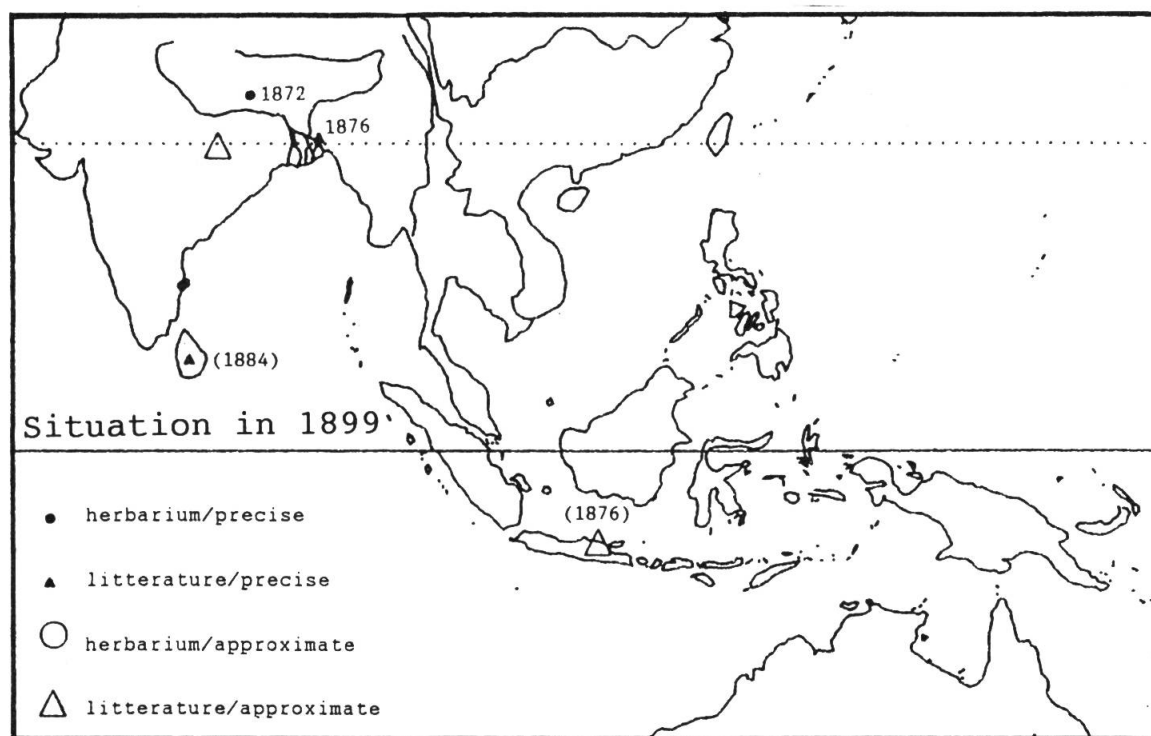 1872
1876
(1884)
Situation in 1899
(1876)
herbarium/precise
litterature/precise
herbarium/approximate
litterature/approximate